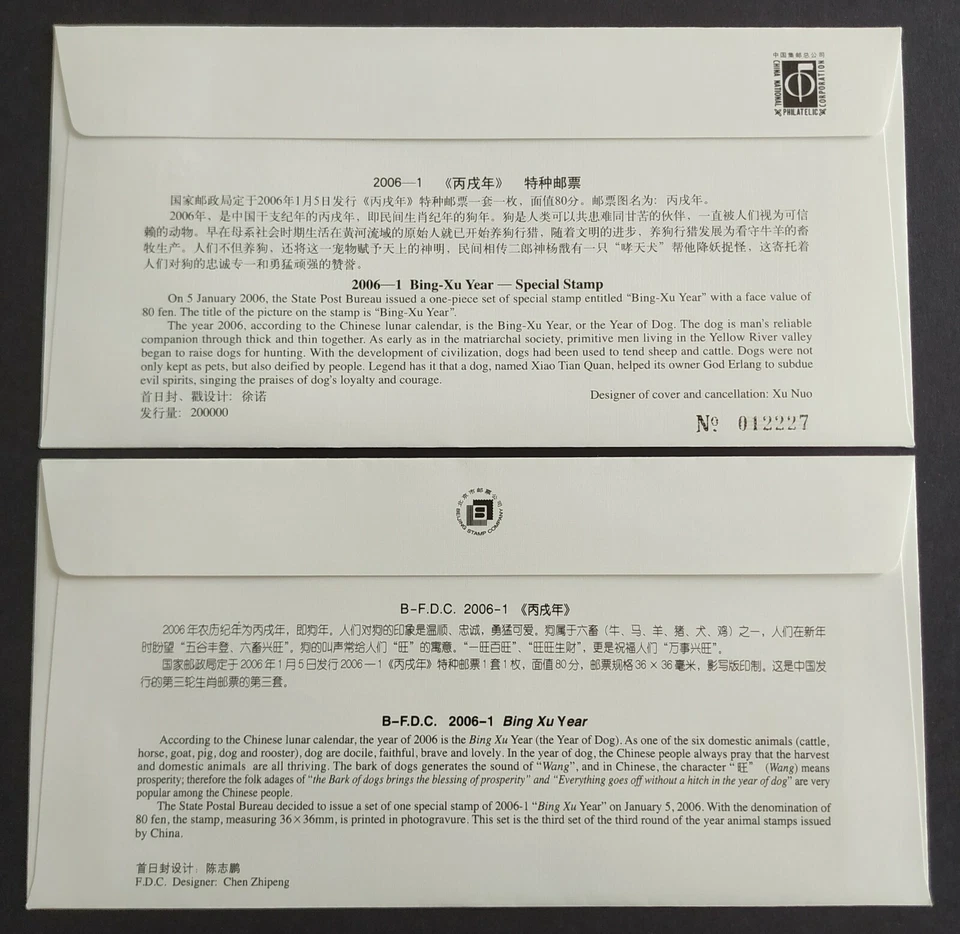 中国集邮总公司
CHINA NATIONAL PHILATELIC CORPORATION
2006—1 《丙戌年》 特种邮票
国家邮政局定于2006年1月5日发行《丙戌年》特种邮票一套一枚，面值80分。邮票图名为：丙戌年。
2006年，是中国干支纪年的丙戌年，即民间生肖纪年的狗年。狗是人类可以共患难同甘苦的伙伴，一直被人们视为可信
赖的动物。早在母系社会时期生活在黄河流域的原始人就已开始养狗行猎，随着文明的进步，养狗行猎发展为看守牛羊的畜
牧生产。人们不但养狗，还将这一宠物赋予天上的神明，民间相传二郎神杨戬有一只“哮天犬”帮他降妖捉怪，这寄托着
人们对狗的忠诚专一和勇猛顽强的赞誉。
2006—1 Bing-Xu Year — Special Stamp
On 5 January 2006, the State Post Bureau issued a one-piece set of special stamp entitled “Bing-Xu Year” with a face value of
80 fen. The title of the picture on the stamp is “Bing-Xu Year”.
The year 2006, according to the Chinese lunar calendar, is the Bing-Xu Year, or the Year of Dog. The dog is man's reliable
companion through thick and thin together. As early as in the matriarchal society, primitive men living in the Yellow River valley
began to raise dogs for hunting. With the development of civilization, dogs had been used to tend sheep and cattle. Dogs were not
only kept as pets, but also deified by people. Legend has it that a dog, named Xiao Tian Quan, helped its owner God Erlang to subdue
evil spirits, singing the praises of dog's loyalty and courage.
首日封、戳设计：徐诺 Designer of cover and cancellation: Xu Nuo
发行量：200000
№ 012227
北京市邮票公司
BEIJING STAMP COMPANY
B-F.D.C. 2006-1 《丙戌年》
2006年农历纪年为丙戌年，即狗年。人们对狗的印象是温顺、忠诚，勇猛可爱。狗属于六畜（牛、马、羊、猪、犬、鸡）之一，人们在新年
时盼望“五谷丰登、六畜兴旺”。狗的叫声常给人们“旺”的寓意。“一旺百旺”、“旺旺生财”，更是祝福人们“万事兴旺”。
国家邮政局定于2006年1月5日发行2006—1《丙戌年》特种邮票1套1枚，面值80分，邮票规格36×36毫米，影写版印制。这是中国发
行的第三轮生肖邮票的第三套。
B-F.D.C. 2006-1 Bing Xu Year
According to the Chinese lunar calendar, the year of 2006 is the Bing Xu Year (the Year of Dog). As one of the six domestic animals (cattle,
horse, goat, pig, dog and rooster), dog are docile, faithful, brave and lovely. In the year of dog, the Chinese people always pray that the harvest
and domestic animals are all thriving. The bark of dogs generates the sound of “Wang”, and in Chinese, the character “旺” (Wang) means
prosperity; therefore the folk adages of “the Bark of dogs brings the blessing of prosperity” and “Everything goes off without a hitch in the year of dog” are very
popular among the Chinese people.
The State Postal Bureau decided to issue a set of one special stamp of 2006-1 “Bing Xu Year” on January 5, 2006. With the denomination of
80 fen, the stamp, measuring 36×36mm, is printed in photogravure. This set is the third set of the third round of the year animal stamps issued
by China.
首日封设计：陈志鹏
F.D.C. Designer: Chen Zhipeng